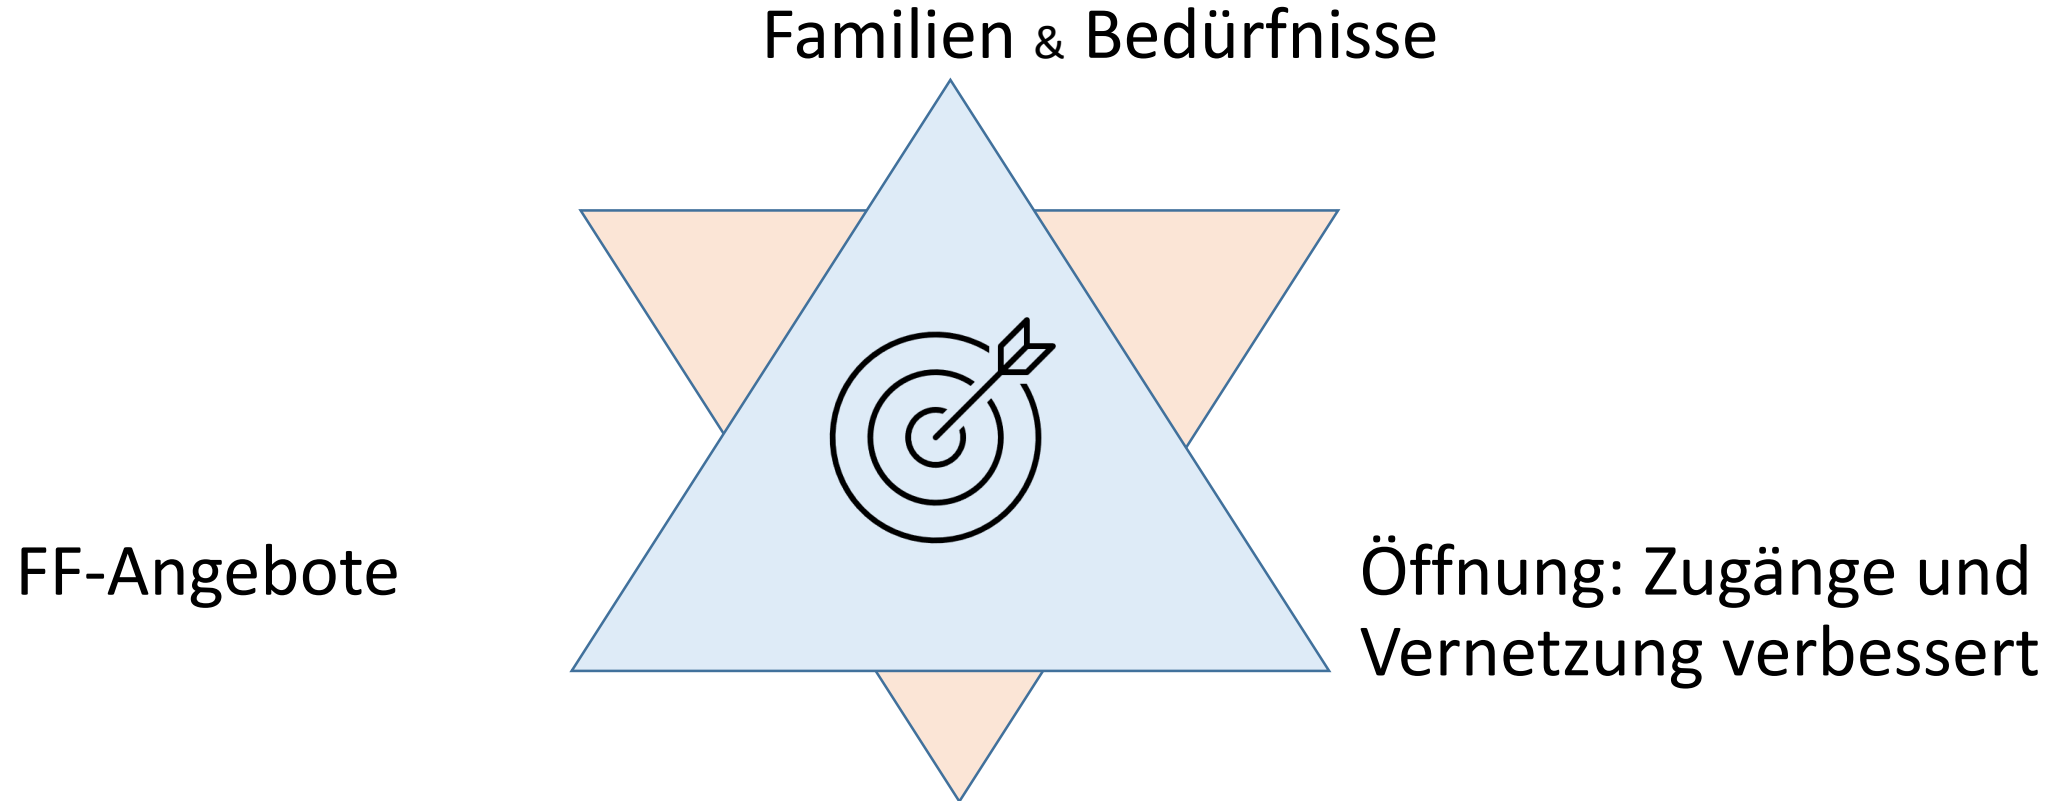 Familien & Bedürfnisse
FF-Angebote
Öffnung: Zugänge und
Vernetzung verbessert